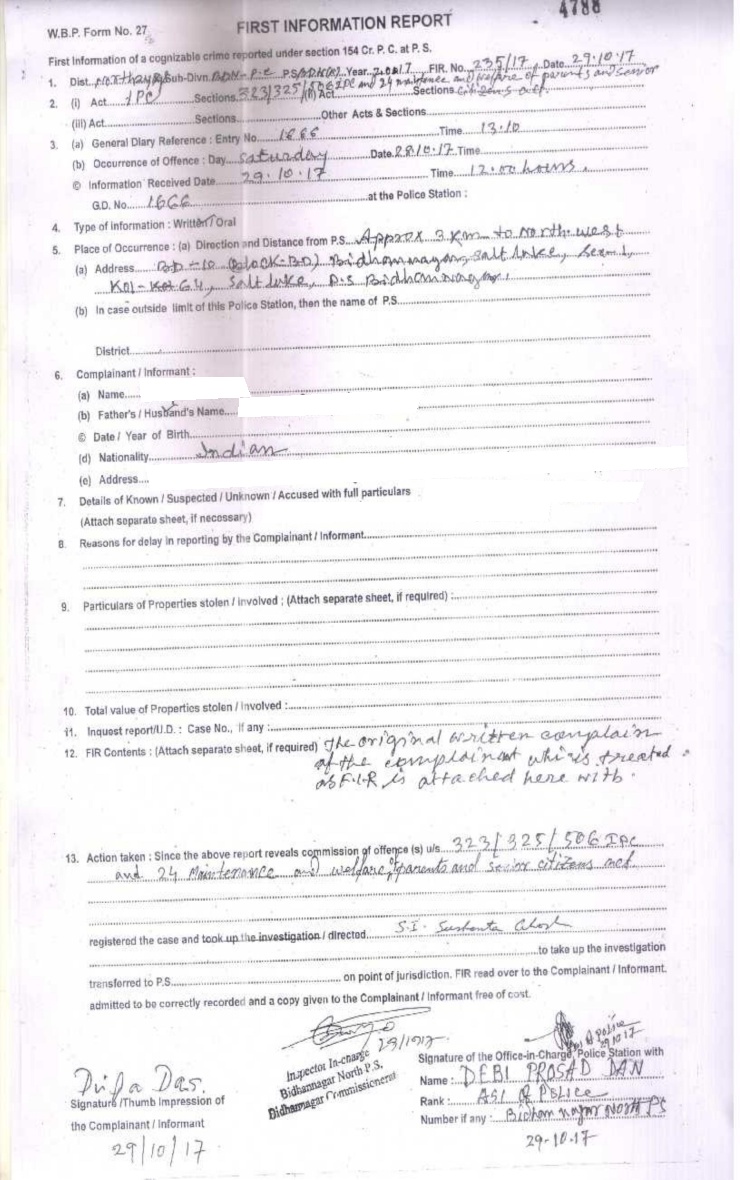 4788
W.B.P. Form No. 27
FIRST INFORMATION REPORT
First Information of a cognizable crime reported under section 154 Cr. P. C. at P. S.
1. Dist. Sub-Divn. P.S. Year 2017 FIR. No. 235/17 Date 29.10.17
2. (i) Act IPC Sections 323/325/506 IPC and 24 maintenance and welfare of parents and senior
(ii) Act Sections citizens act.
(iii) Act Sections Other Acts & Sections
3. (a) General Diary Reference : Entry No. 1666 Time 13.10
(b) Occurrence of Offence : Day Saturday Date 28.10.17 Time
© Information Received Date 29.10.17 Time 12.00 hours.
G.D. No. 1666 at the Police Station :
4. Type of information : Written / Oral
5. Place of Occurrence : (a) Direction and Distance from P.S. Approx 3 Km to North-west
(a) Address (Block-BD) Bidhannagar, Salt Lake,
64, Salt Lake, P.S Bidhannagar,
(b) In case outside limit of this Police Station, then the name of P.S.
District
6. Complainant / Informant :
(a) Name
(b) Father's / Husband's Name
© Date / Year of Birth
(d) Nationality Indian
(e) Address
7. Details of Known / Suspected / Unknown / Accused with full particulars
(Attach separate sheet, if necessary)
8. Reasons for delay in reporting by the Complainant / Informant
9. Particulars of Properties stolen / involved : (Attach separate sheet, if required) :
10. Total value of Properties stolen / involved :
11. Inquest report/U.D. : Case No., if any :
12. FIR Contents : (Attach separate sheet, if required) The original written complain
of the complainant which is treated
as F.I.R is attached here with.
13. Action taken : Since the above report reveals commission of offence (s) u/s 323/325/506 IPC
and 24 Maintenance and welfare of parents and senior citizens act
registered the case and took up the investigation / directed S.I. Sushanta Ghosh
to take up the investigation
transferred to P.S. on point of jurisdiction. FIR read over to the Complainant / Informant.
admitted to be correctly recorded and a copy given to the Complainant / Informant free of cost.
29/10/17
Inspector In-charge
Bidhannagar North P.S.
Bidhannagar Commissionerat
of Police
29.10.17
Signature of the Office-in-Charge, Police Station with
Name : DEBI PROSAD DAN
Rank : ASI of Police
Number if any : Bidhannagar North PS
29-10-17
Dipa Das.
Signature /Thumb Impression of
the Complainant / Informant
29/10/17